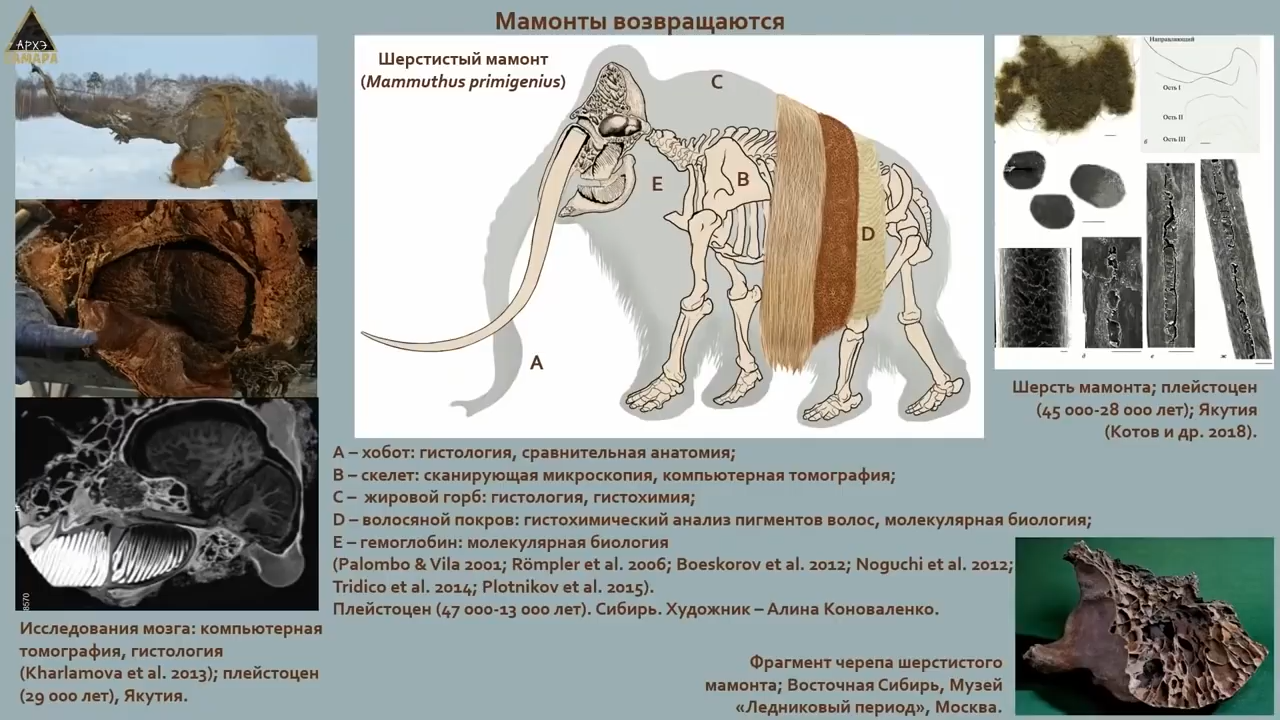 Мамонты возвращаются
АРХЭ
САМАРА
Шерстистый мамонт
(Mammuthus primigenius)
C
E
B
D
A
Направляющий
Ость I
Ость II
Ость III
б
д
е
ж
Шерсть мамонта; плейстоцен
(45 000-28 000 лет); Якутия
(Котов и др. 2018).
A – хобот: гистология, сравнительная анатомия;
B – скелет: сканирующая микроскопия, компьютерная томография;
C – жировой горб: гистология, гистохимия;
D – волосяной покров: гистохимический анализ пигментов волос, молекулярная биология;
E – гемоглобин: молекулярная биология
(Palombo & Vila 2001; Römpler et al. 2006; Boeskorov et al. 2012; Noguchi et al. 2012;
Tridico et al. 2014; Plotnikov et al. 2015).
Плейстоцен (47 000-13 000 лет). Сибирь. Художник – Алина Коноваленко.
8570
Исследования мозга: компьютерная
томография, гистология
(Kharlamova et al. 2013); плейстоцен
(29 000 лет), Якутия.
Фрагмент черепа шерстистого
мамонта; Восточная Сибирь, Музей
«Ледниковый период», Москва.